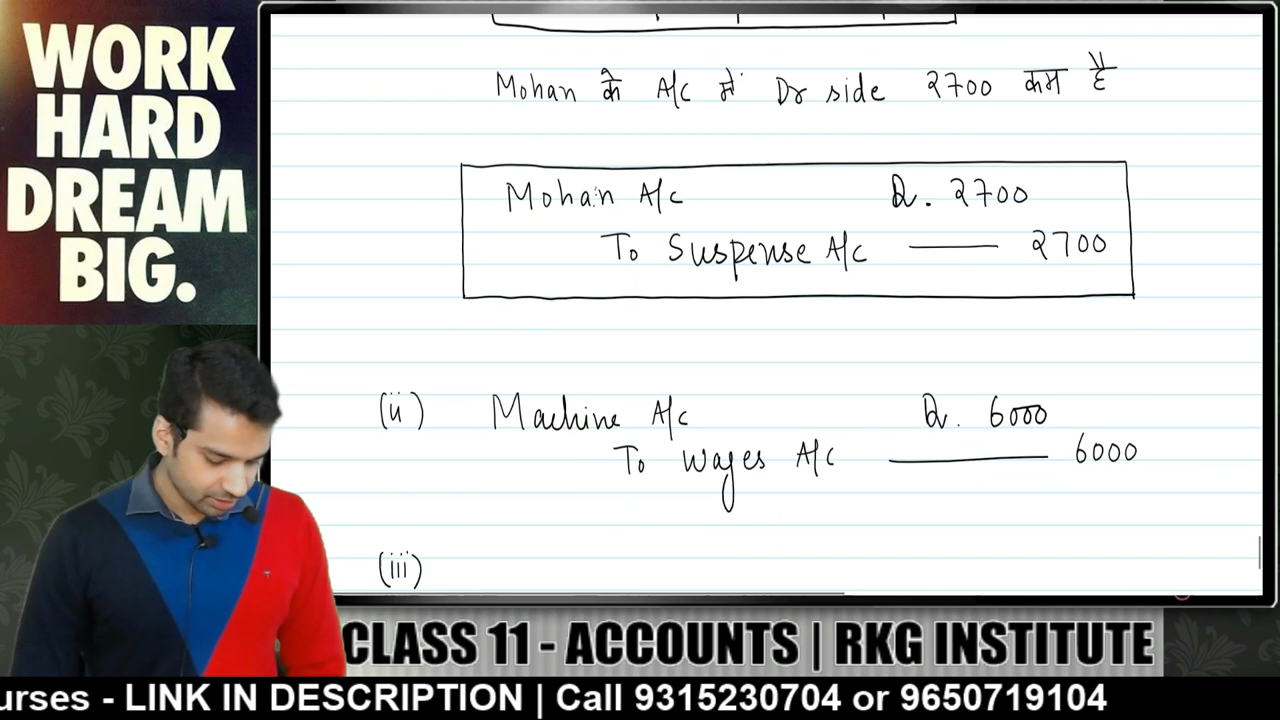 WORK
HARD
DREAM
BIG.
Mohan के A/c में Dr side 2700 कम है
Mohan A/c Dr. 2700
To Suspense A/c 2700
(ii) Machine A/c Dr. 6000
To Wages A/c 6000
(iii)
CLASS 11 - ACCOUNTS | RKG INSTITUTE
urses - LINK IN DESCRIPTION | Call 9315230704 or 9650719104